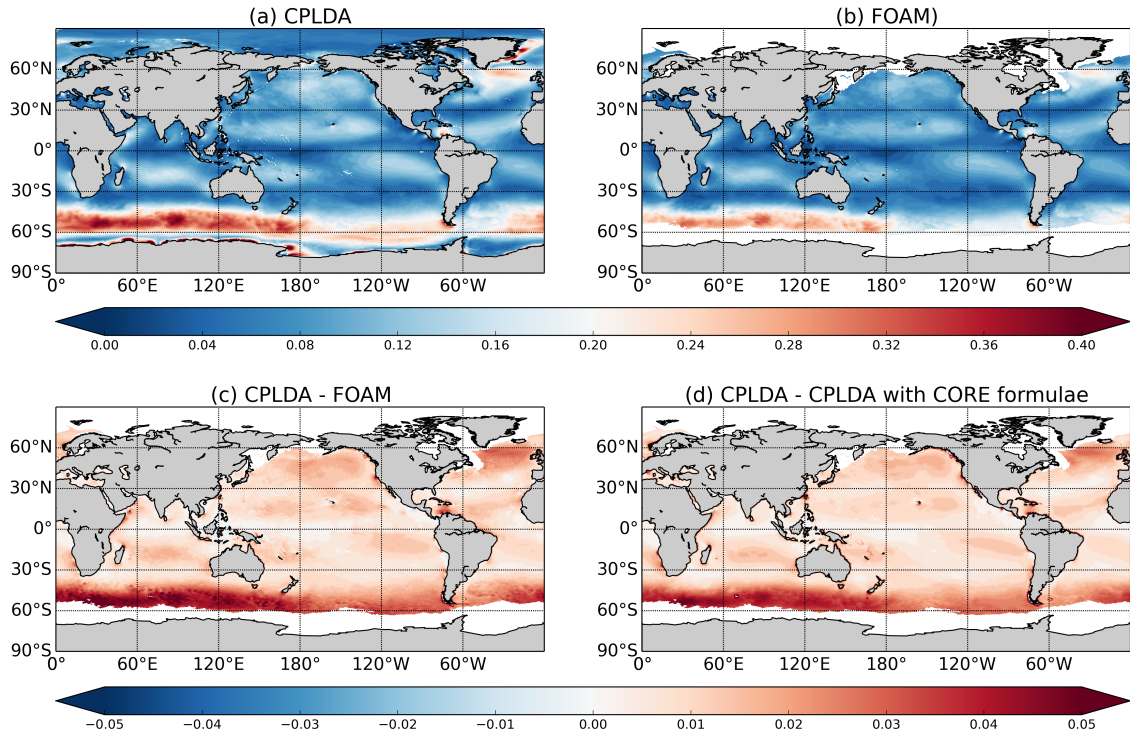 (a) CPLDA
(b) FOAM)
60°N
30°N
0°
30°S
60°S
90°S
0° 60°E 120°E 180° 120°W 60°W
60°N
30°N
0°
30°S
60°S
90°S
0° 60°E 120°E 180° 120°W 60°W
0.00 0.04 0.08 0.12 0.16 0.20 0.24 0.28 0.32 0.36 0.40
(c) CPLDA - FOAM
(d) CPLDA - CPLDA with CORE formulae
60°N
30°N
0°
30°S
60°S
90°S
0° 60°E 120°E 180° 120°W 60°W
60°N
30°N
0°
30°S
60°S
90°S
0° 60°E 120°E 180° 120°W 60°W
−0.05 −0.04 −0.03 −0.02 −0.01 0.00 0.01 0.02 0.03 0.04 0.05